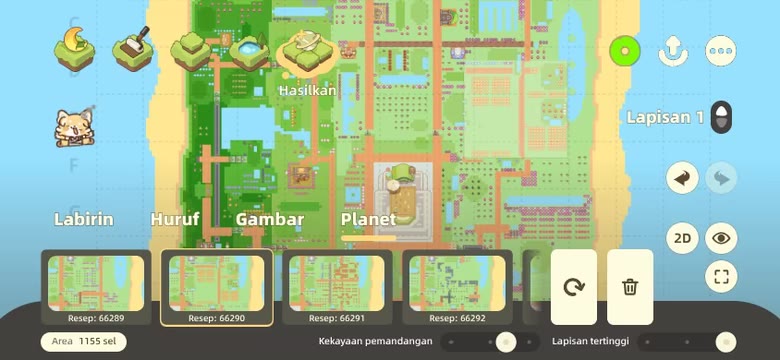 Hasilkan
Lapisan 1
F
Labirin
Huruf
Gambar
Planet
2D
Resep: 66289
Resep: 66290
Resep: 66291
Resep: 66292
Area 1155 sel
Kekayaan pemandangan
Lapisan tertinggi